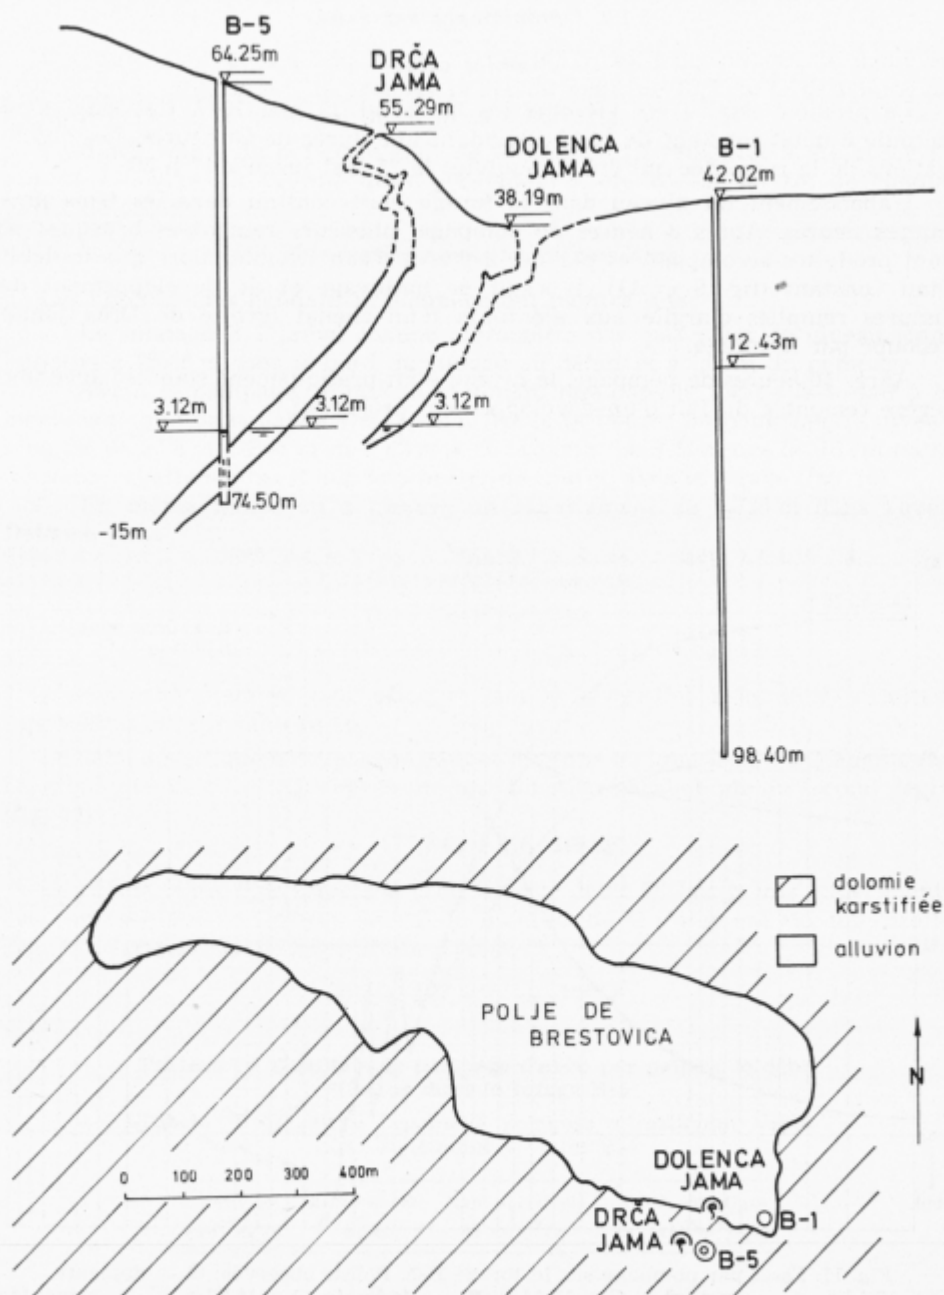 B-5
64.25m
DRČA
JAMA
55.29m
DOLENCA
JAMA
38.19m
B-1
42.02m
12.43m
3.12m
3.12m
3.12m
74.50m
-15m
98.40m
dolomie
karstifiée
alluvion
POLJE DE
BRESTOVICA
N
0 100 200 300 400m
DOLENCA
JAMA
DRČA
JAMA
B-1
B-5